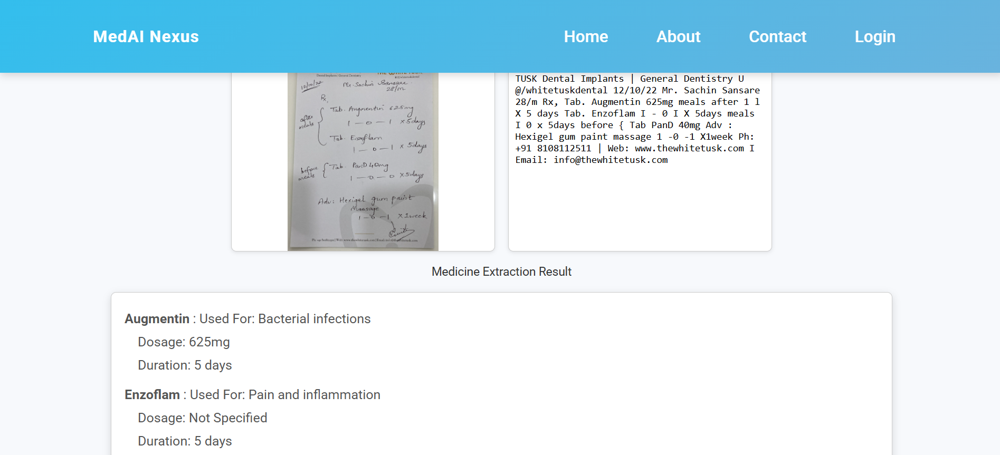 MedAI Nexus
Home
About
Contact
Login
Dental Implants / General Dentistry
12/10/22
Mr. Sachin Sansare
28/m
Rx,
after meals
Tab. Augmentin 625mg
1 — 0 — 1 x 5days
Tab. Enzoflam
1 — 0 — 1 x 5days
before meals
Tab. PanD 40mg
1 — 0 — 0 x 5days
Adv: Hexigel gum paint
massage
1 — 0 — 1 x 1week
TUSK Dental Implants | General Dentistry U
@/whitetuskdental 12/10/22 Mr. Sachin Sansare
28/m Rx, Tab. Augmentin 625mg meals after 1 l
X 5 days Tab. Enzoflam I - 0 I X 5days meals
I 0 x 5days before { Tab PanD 40mg Adv :
Hexigel gum paint massage 1 -0 -1 X1week Ph:
+91 8108112511 | Web: www.thewhitetusk.com I
Email: info@thewhitetusk.com
Medicine Extraction Result
Augmentin : Used For: Bacterial infections
Dosage: 625mg
Duration: 5 days
Enzoflam : Used For: Pain and inflammation
Dosage: Not Specified
Duration: 5 days